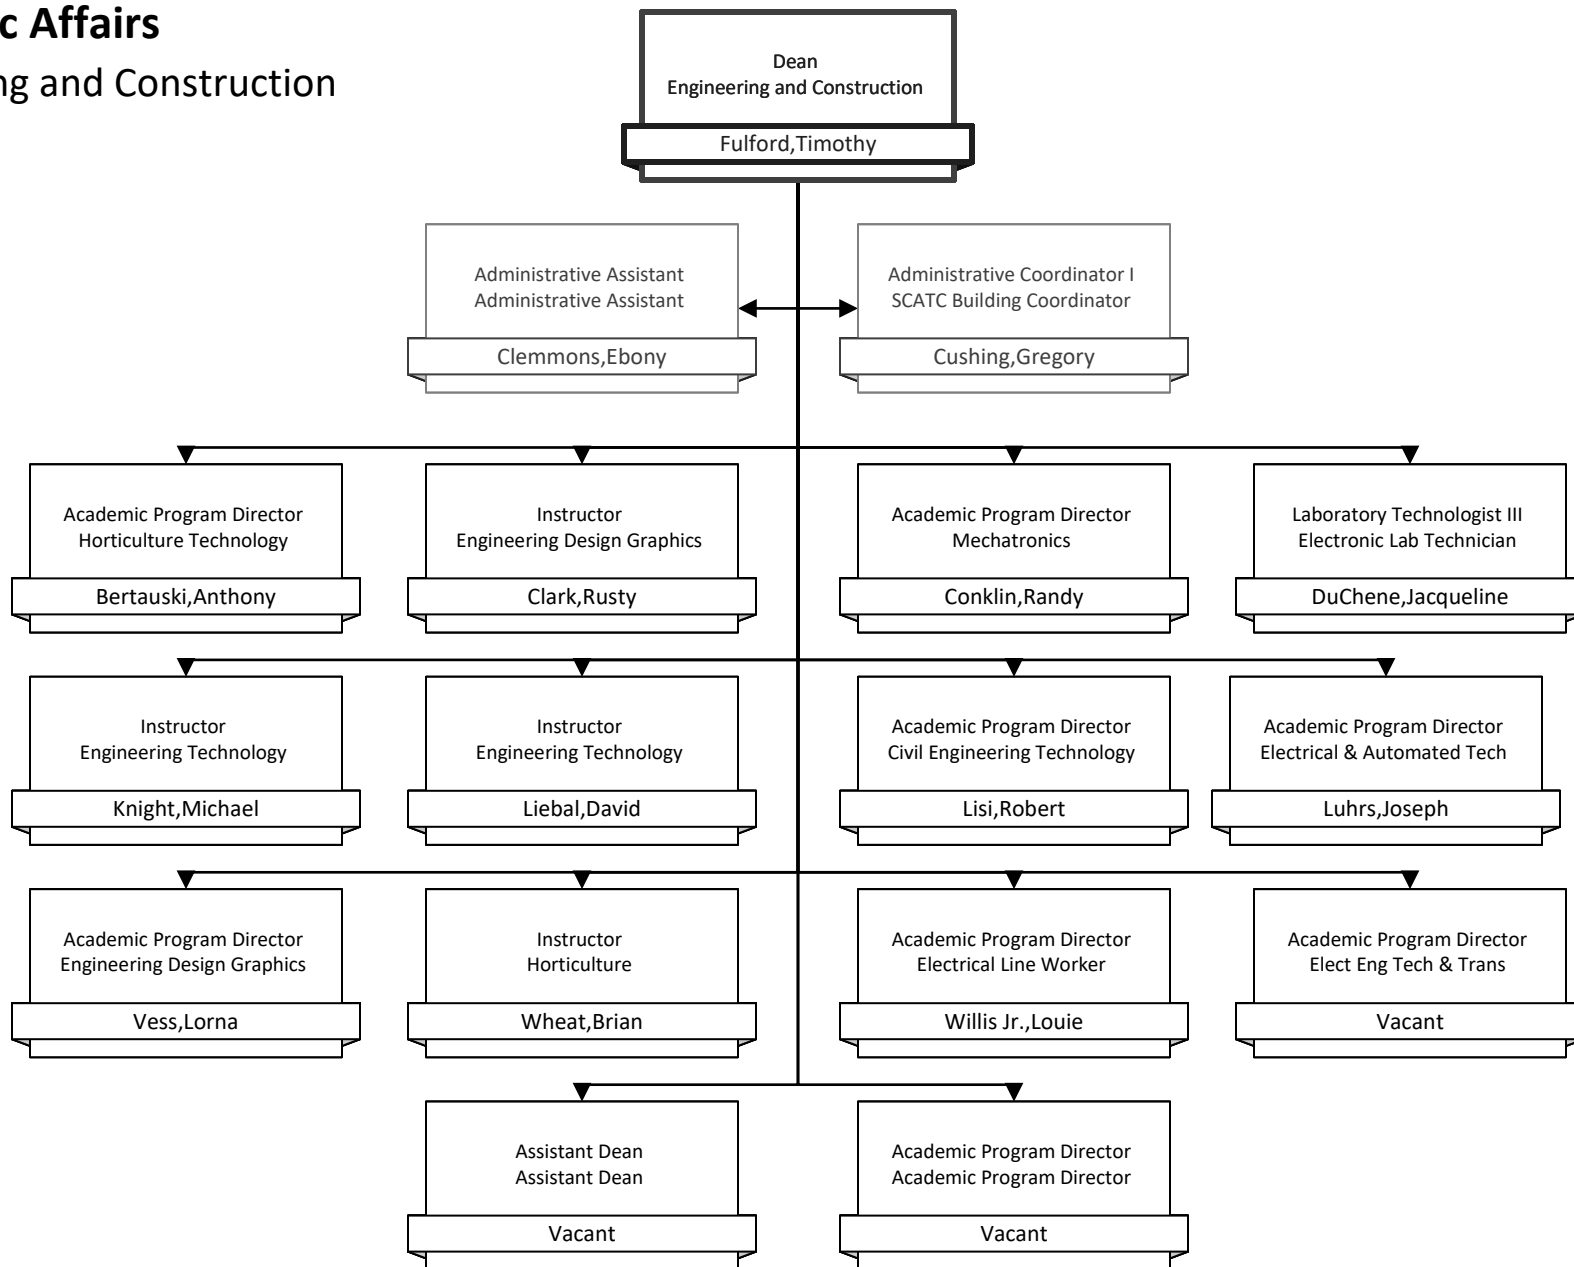 c Affairs
ng and Construction
Dean
Engineering and Construction
Fulford,Timothy
Administrative Assistant
Administrative Assistant
Clemmons,Ebony
Administrative Coordinator I
SCATC Building Coordinator
Cushing,Gregory
Academic Program Director
Horticulture Technology
Bertauski,Anthony
Instructor
Engineering Design Graphics
Clark,Rusty
Academic Program Director
Mechatronics
Conklin,Randy
Laboratory Technologist III
Electronic Lab Technician
DuChene,Jacqueline
Instructor
Engineering Technology
Knight,Michael
Instructor
Engineering Technology
Liebal,David
Academic Program Director
Civil Engineering Technology
Lisi,Robert
Academic Program Director
Electrical & Automated Tech
Luhrs,Joseph
Academic Program Director
Engineering Design Graphics
Vess,Lorna
Instructor
Horticulture
Wheat,Brian
Academic Program Director
Electrical Line Worker
Willis Jr.,Louie
Academic Program Director
Elect Eng Tech & Trans
Vacant
Assistant Dean
Assistant Dean
Vacant
Academic Program Director
Academic Program Director
Vacant